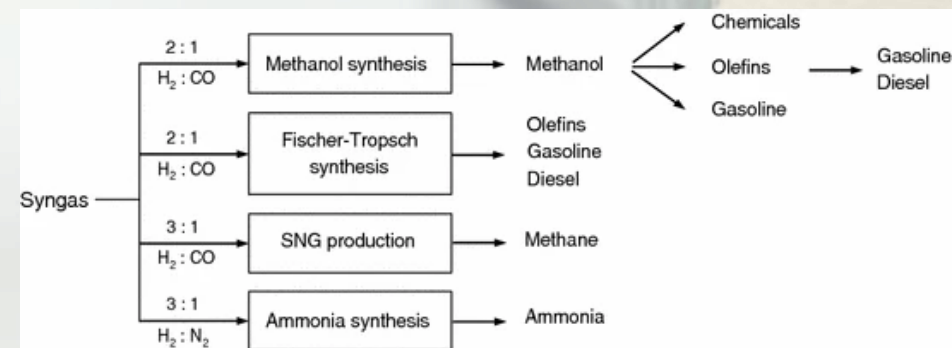 2 : 1
H₂ : CO
Methanol synthesis
Methanol
Chemicals
Olefins
Gasoline
Gasoline
Diesel
2 : 1
H₂ : CO
Fischer-Tropsch
synthesis
Olefins
Gasoline
Diesel
Syngas
3 : 1
H₂ : CO
SNG production
Methane
3 : 1
H₂ : N₂
Ammonia synthesis
Ammonia